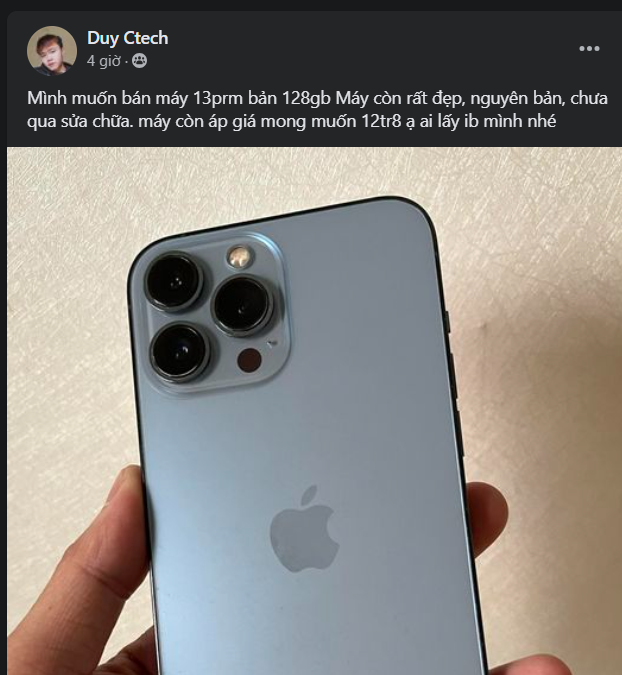 Duy Ctech
4 giờ ·
Mình muốn bán máy 13prm bản 128gb Máy còn rất đẹp, nguyên bản, chưa
qua sửa chữa. máy còn áp giá mong muốn 12tr8 ạ ai lấy ib mình nhé